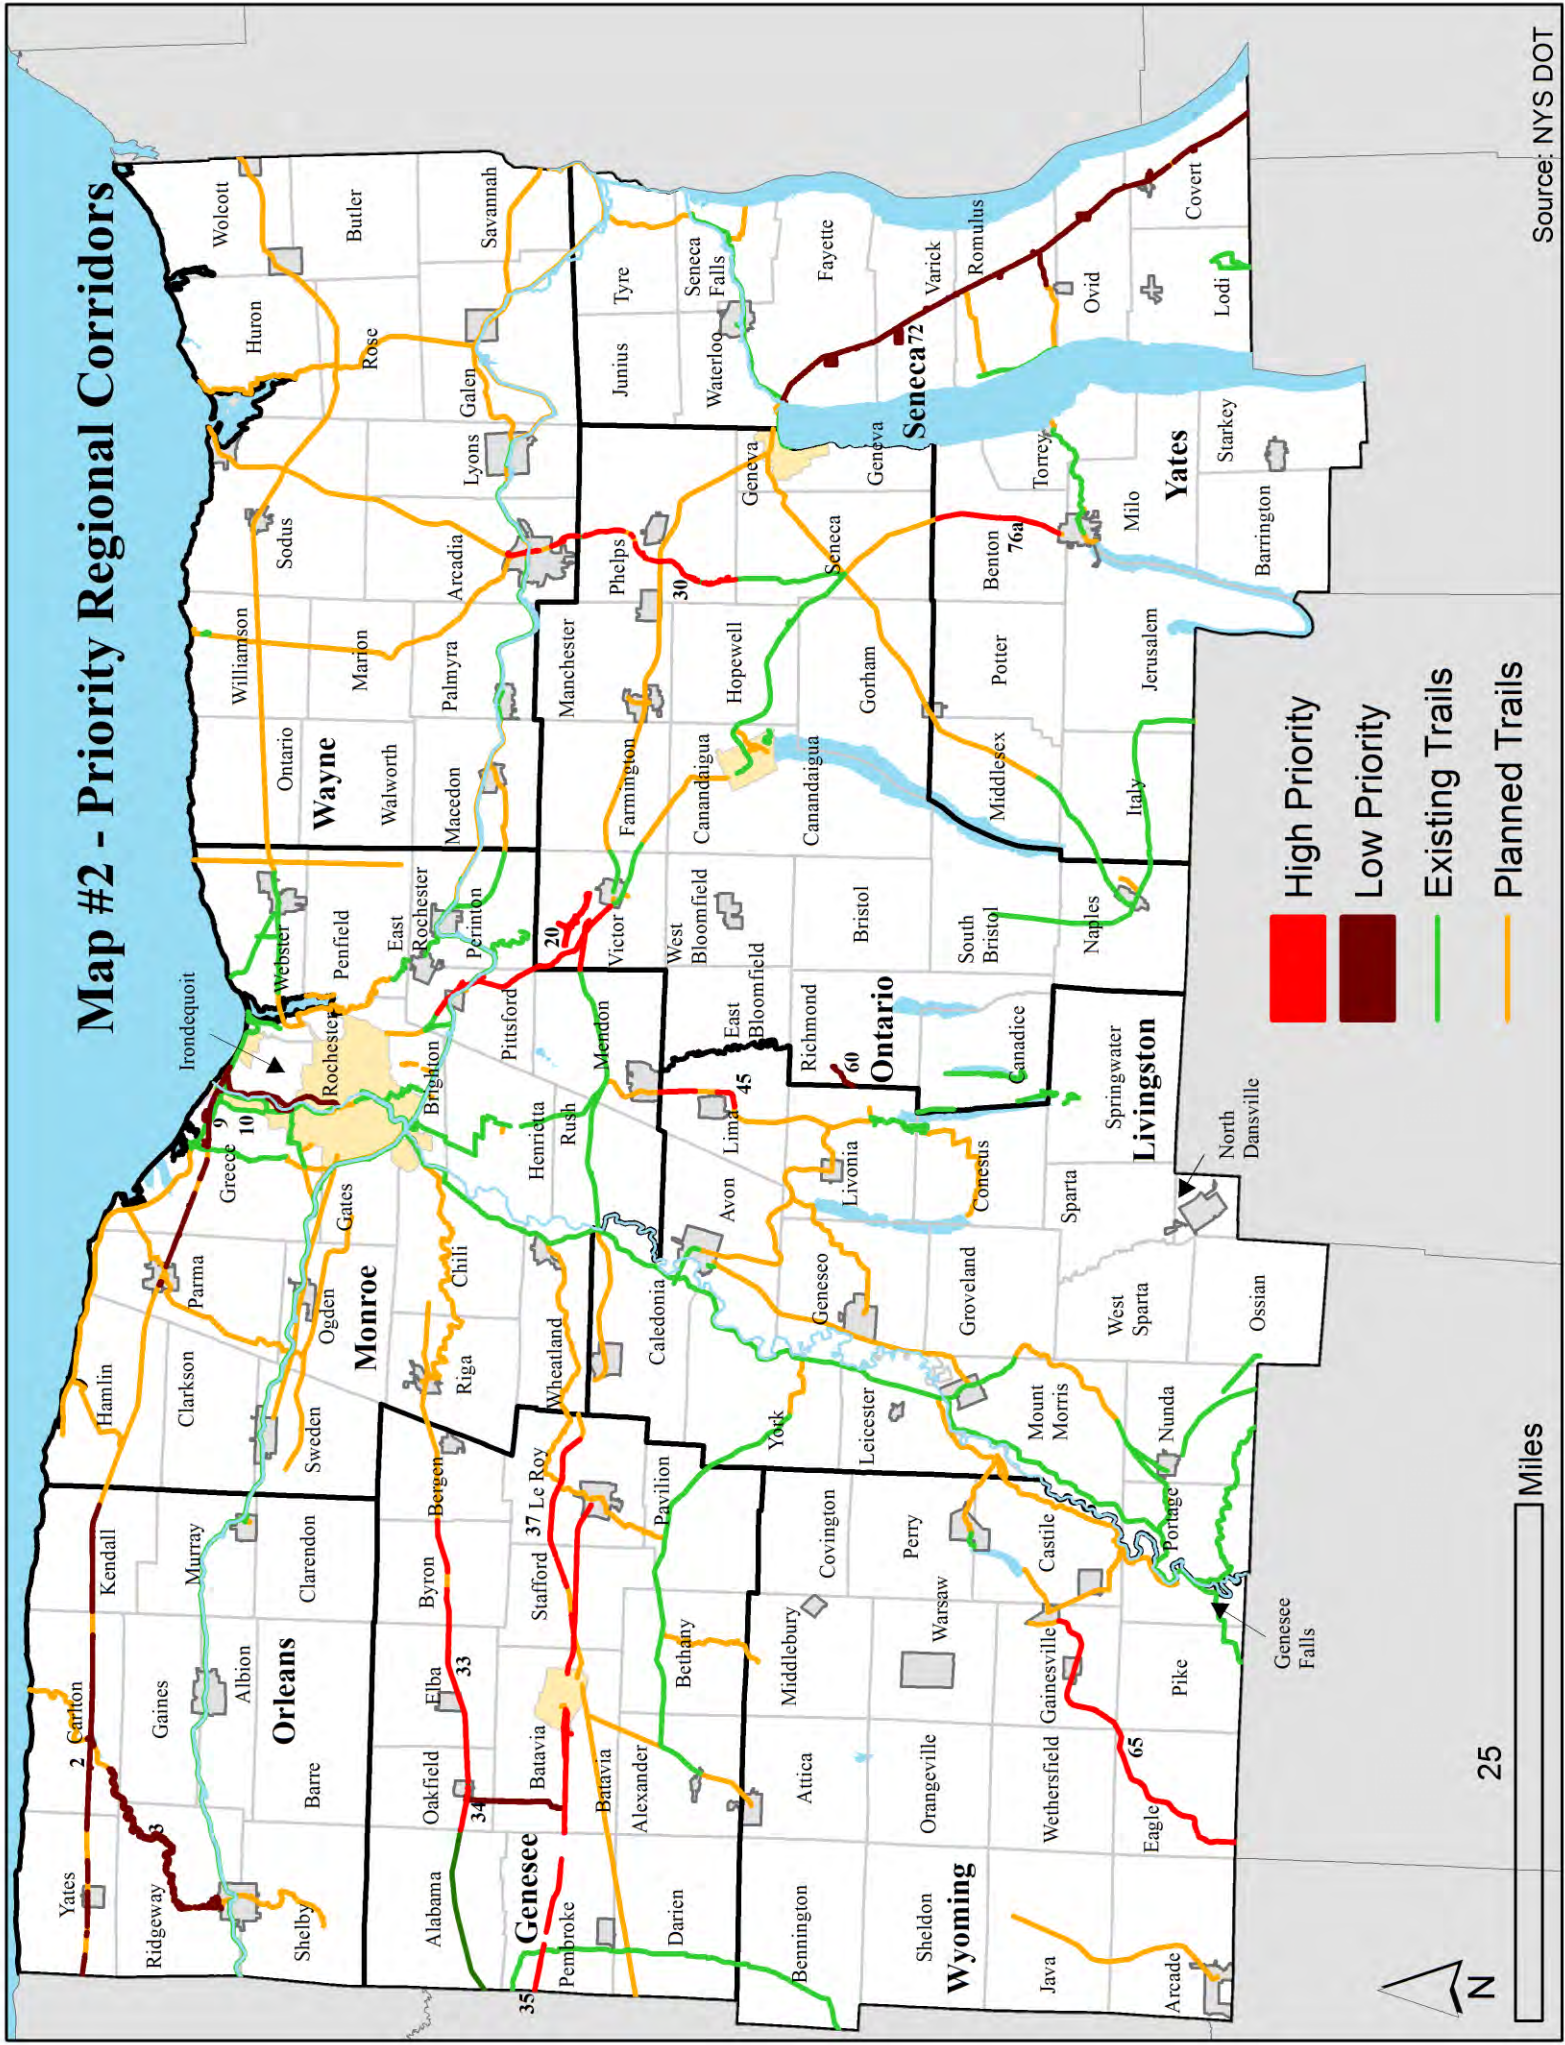 Map #2 - Priority Regional Corridors
Irondequoit
Wolcott
Huron
Butler
Rose
Savannah
Galen
Lyons
Sodus
Arcadia
Williamson
Marion
Palmyra
Ontario
Wayne
Walworth
Macedon
Webster
Penfield
East
Rochester
Perinton
Rochester
Brighton
Pittsford
Mendon
Henrietta
Rush
9
10
Greece
Gates
Parma
Ogden
Chili
Monroe
Riga
Wheatland
Hamlin
Clarkson
Sweden
Kendall
Murray
Clarendon
Carlton
2
Gaines
Albion
Orleans
Barre
3
Yates
Ridgeway
Shelby
Tyre
Seneca
Falls
Junius
Waterloo
Fayette
Varick
Romulus
Seneca
72
Ovid
Covert
Lodi
Geneva
Geneva
Phelps
30
Seneca
Manchester
Hopewell
Gorham
Farmington
Canandaigua
Canandaigua
20
Victor
West
Bloomfield
Bristol
South
Bristol
Naples
East
Bloomfield
Richmond
60
Ontario
Canadice
Torrey
Milo
Yates
Starkey
Benton
76a
Barrington
Potter
Jerusalem
Middlesex
Italy
45
Lima
Livonia
Conesus
Springwater
Livingston
North
Dansville
Avon
Sparta
Caledonia
Geneseo
Groveland
West
Sparta
Ossian
York
Leicester
Mount
Morris
Nunda
Portage
Bergen
37
Le Roy
Pavilion
Byron
Stafford
33
Elba
Bethany
Oakfield
34
Batavia
Batavia
Alexander
Alabama
Genesee
Pembroke
35
Darien
Covington
Perry
Castile
Middlebury
Warsaw
Gainesville
Pike
Genesee
Falls
Attica
Orangeville
Wethersfield
65
Eagle
Bennington
Sheldon
Wyoming
Java
Arcade
High Priority
Low Priority
Existing Trails
Planned Trails
N
25
Miles
Source: NYS DOT